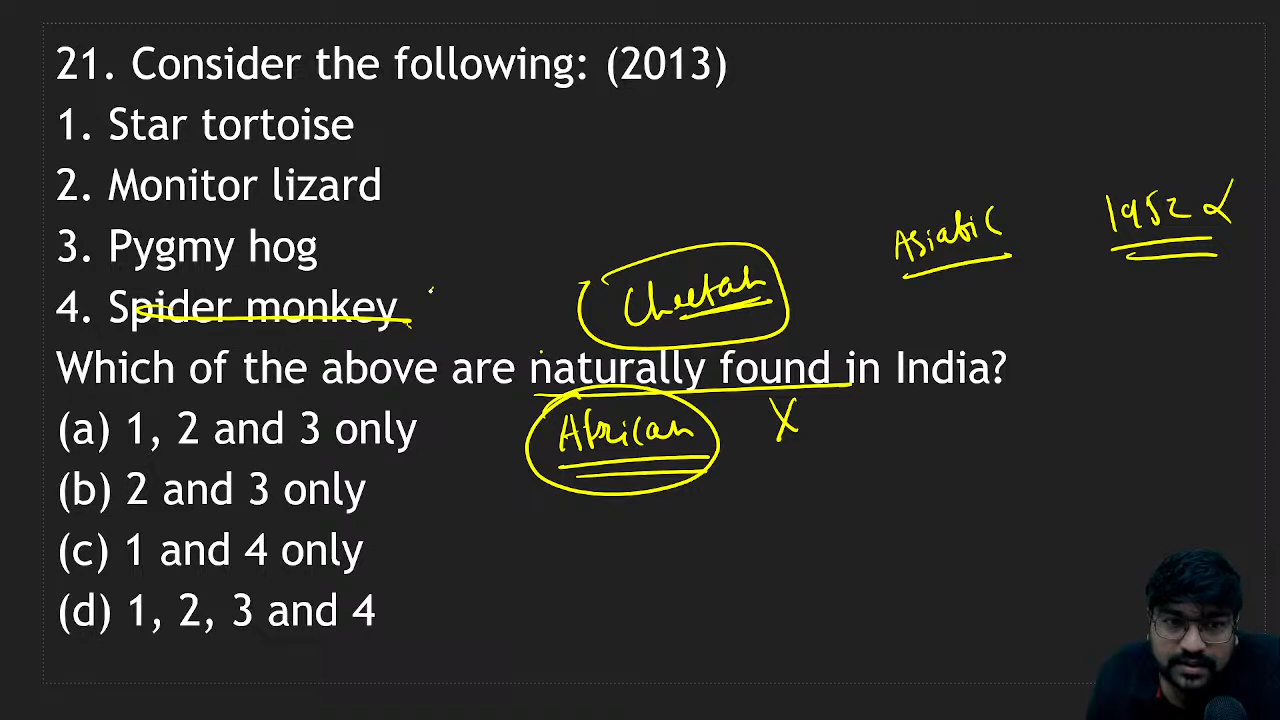 21. Consider the following: (2013)
1. Star tortoise
2. Monitor lizard
3. Pygmy hog
4. Spider monkey
Cheetah
Asiatic
1952 α
Which of the above are naturally found in India?
(a) 1, 2 and 3 only
African X
(b) 2 and 3 only
(c) 1 and 4 only
(d) 1, 2, 3 and 4